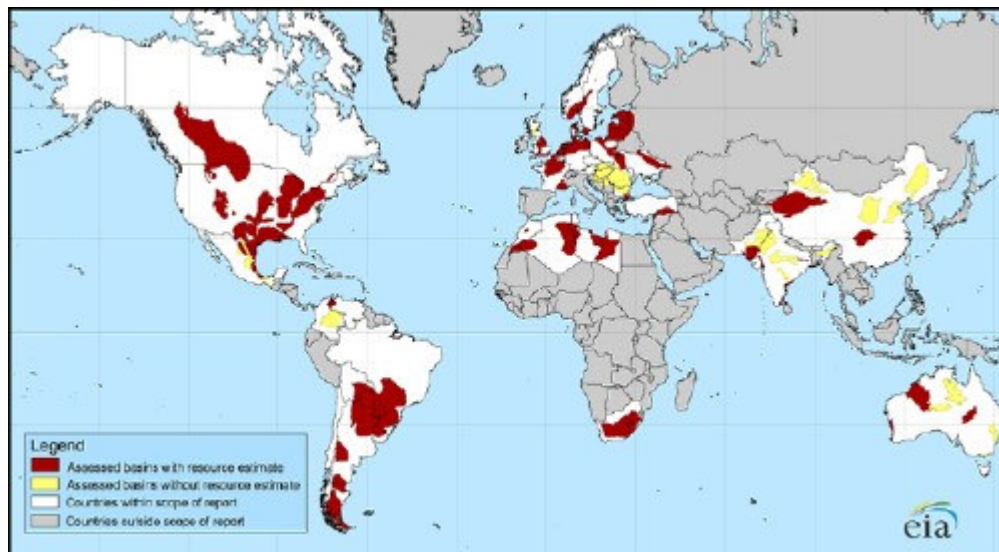 Legend
Assessed basins with resource estimate
Assessed basins without resource estimate
Countries within scope of report
Countries outside scope of report
eia